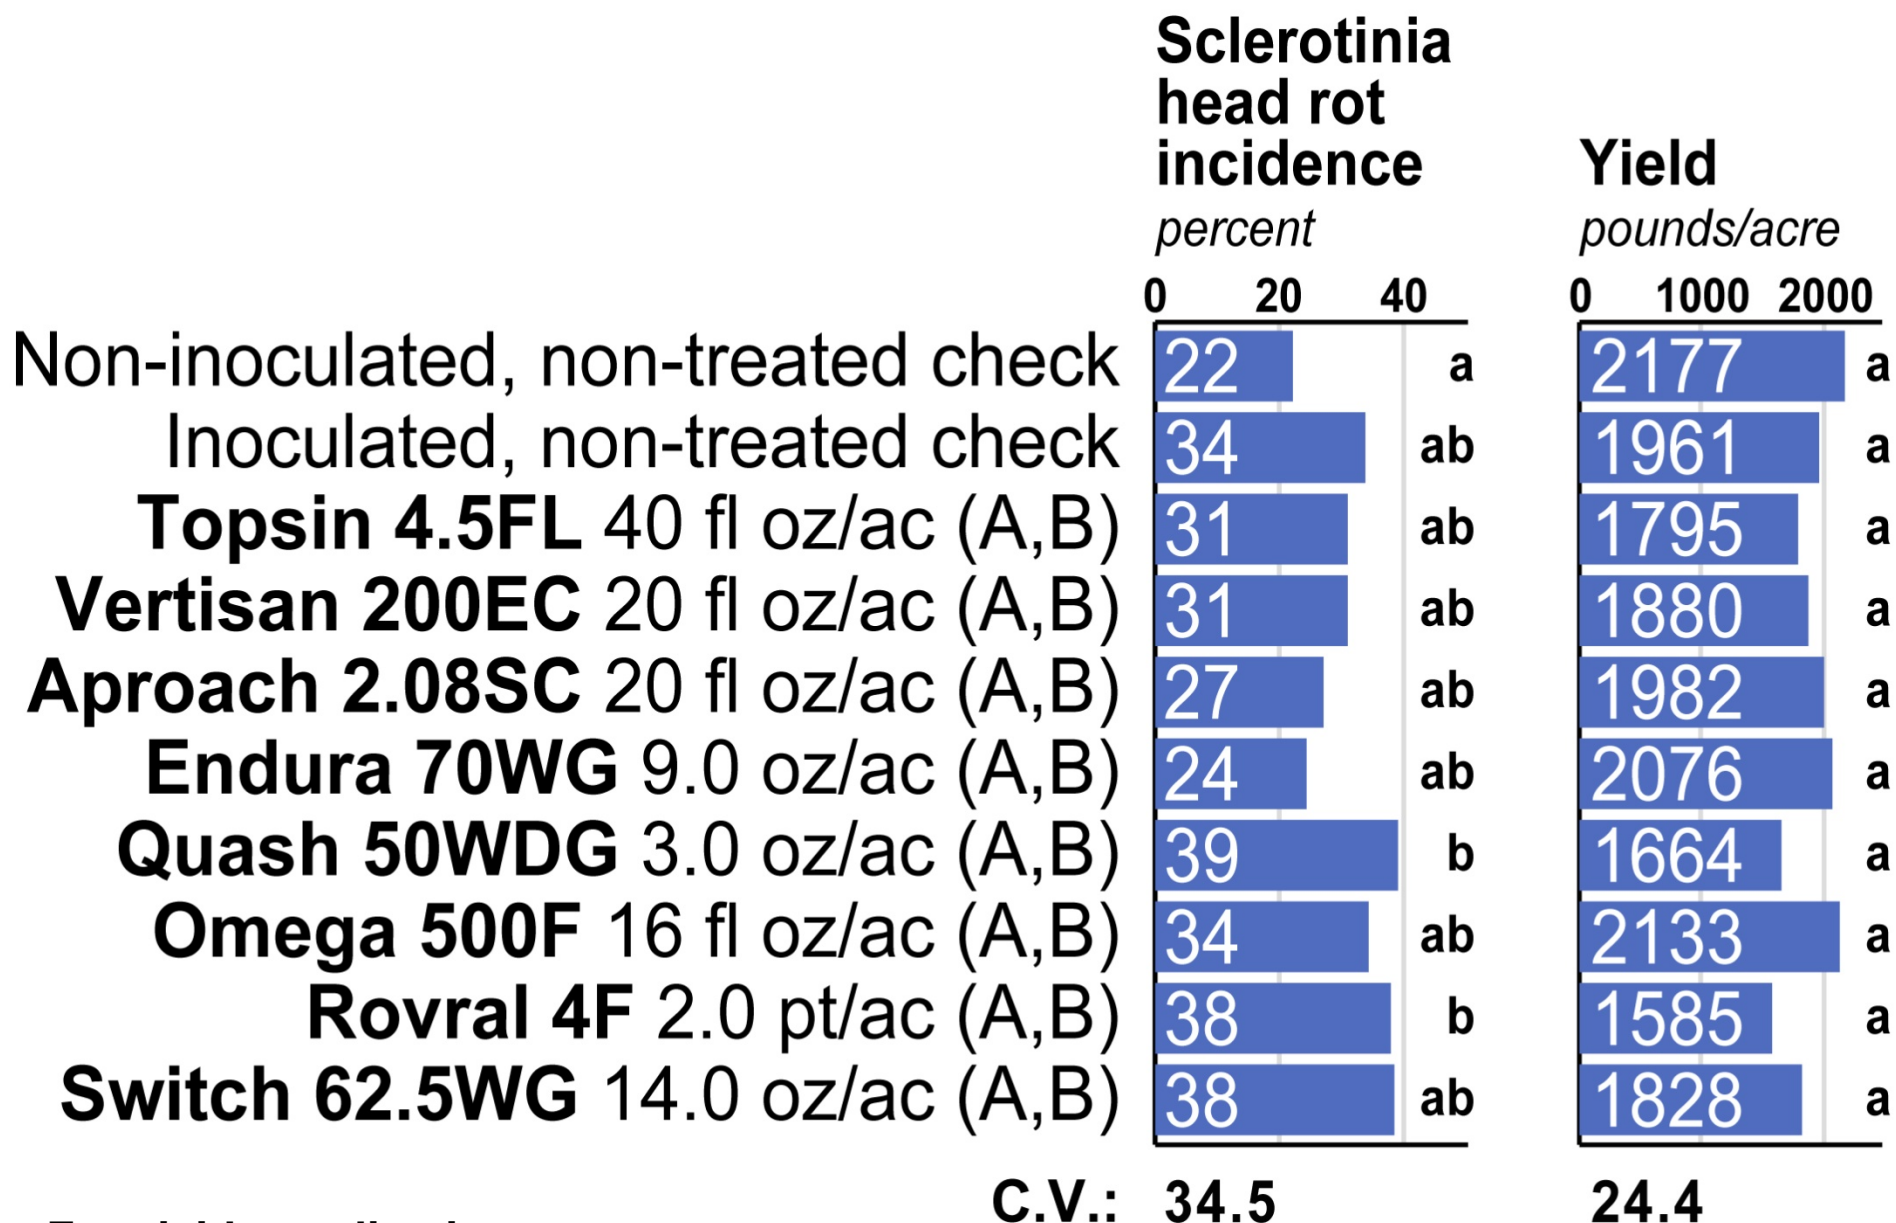 Sclerotinia
head rot
incidence
percent
Yield
pounds/acre
0 20 40 0 1000 2000
Non-inoculated, non-treated check 22 a 2177 a
Inoculated, non-treated check 34 ab 1961 a
Topsin 4.5FL 40 fl oz/ac (A,B) 31 ab 1795 a
Vertisan 200EC 20 fl oz/ac (A,B) 31 ab 1880 a
Aproach 2.08SC 20 fl oz/ac (A,B) 27 ab 1982 a
Endura 70WG 9.0 oz/ac (A,B) 24 ab 2076 a
Quash 50WDG 3.0 oz/ac (A,B) 39 b 1664 a
Omega 500F 16 fl oz/ac (A,B) 34 ab 2133 a
Rovral 4F 2.0 pt/ac (A,B) 38 b 1585 a
Switch 62.5WG 14.0 oz/ac (A,B) 38 ab 1828 a
C.V.: 34.5 24.4